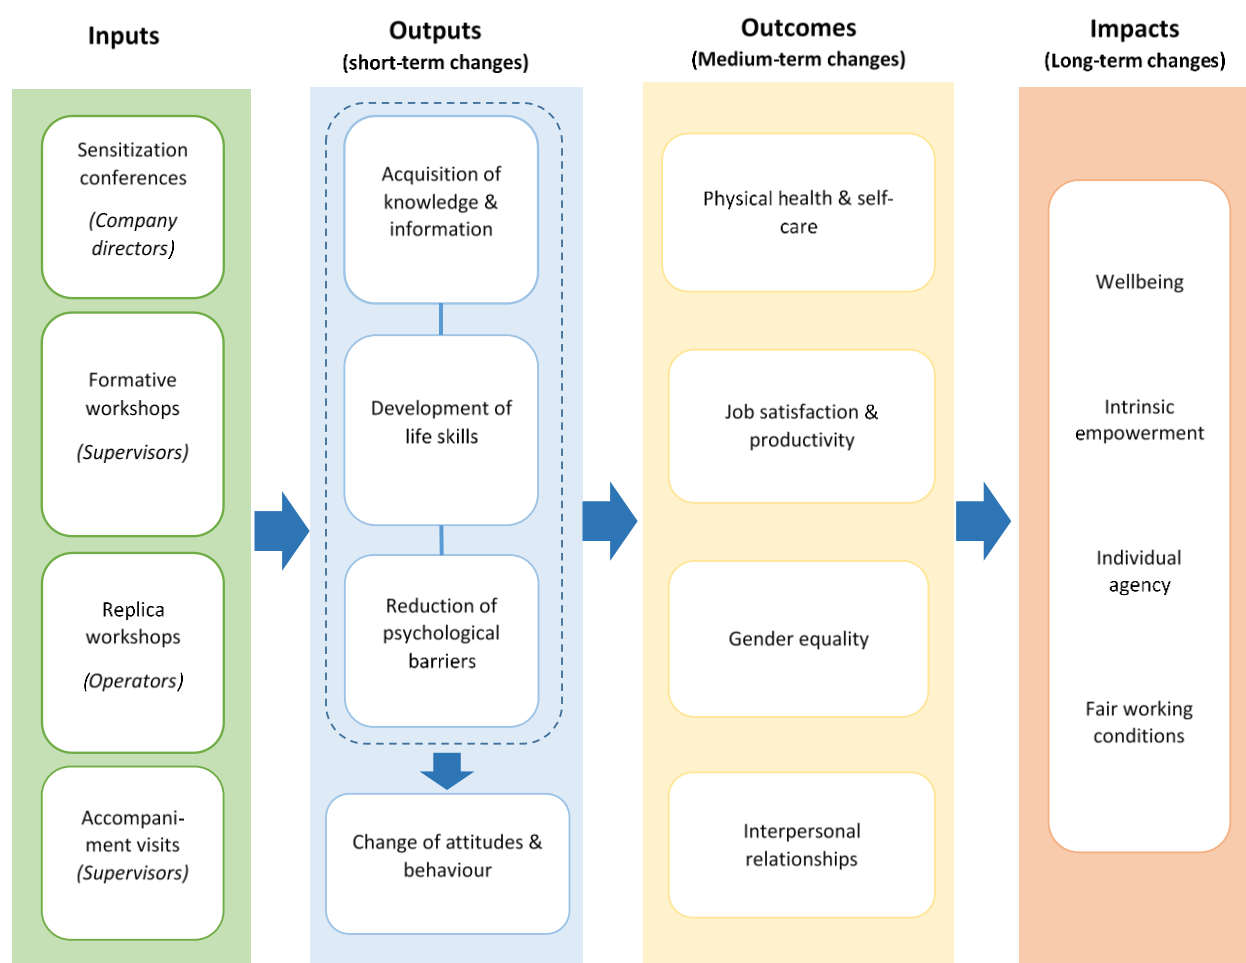 Inputs
Sensitization
conferences
(Company
directors)
Formative
workshops
(Supervisors)
Replica
workshops
(Operators)
Accompani-
ment visits
(Supervisors)
Outputs
(short-term changes)
Acquisition of
knowledge &
information
Development of
life skills
Reduction of
psychological
barriers
Change of attitudes &
behaviour
Outcomes
(Medium-term changes)
Physical health & self-
care
Job satisfaction &
productivity
Gender equality
Interpersonal
relationships
Impacts
(Long-term changes)
Wellbeing
Intrinsic
empowerment
Individual
agency
Fair working
conditions